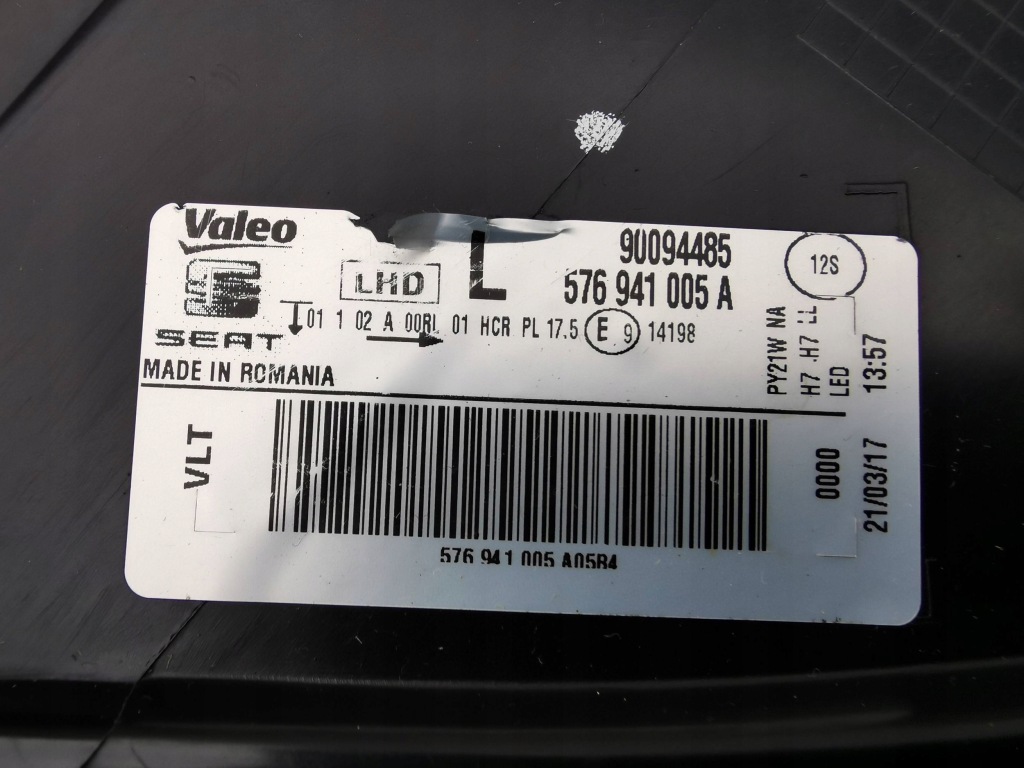 Valeo
SEAT
LHD
L
90094485
576 941 005 A
12S
01 1 02 A 00BL 01 HCR PL 17.5 E 9 14198
MADE IN ROMANIA
PY21W NA
H7 H7 LL
LED
13:57
VLT
0000
21/03/17
576 941 005 A05B4